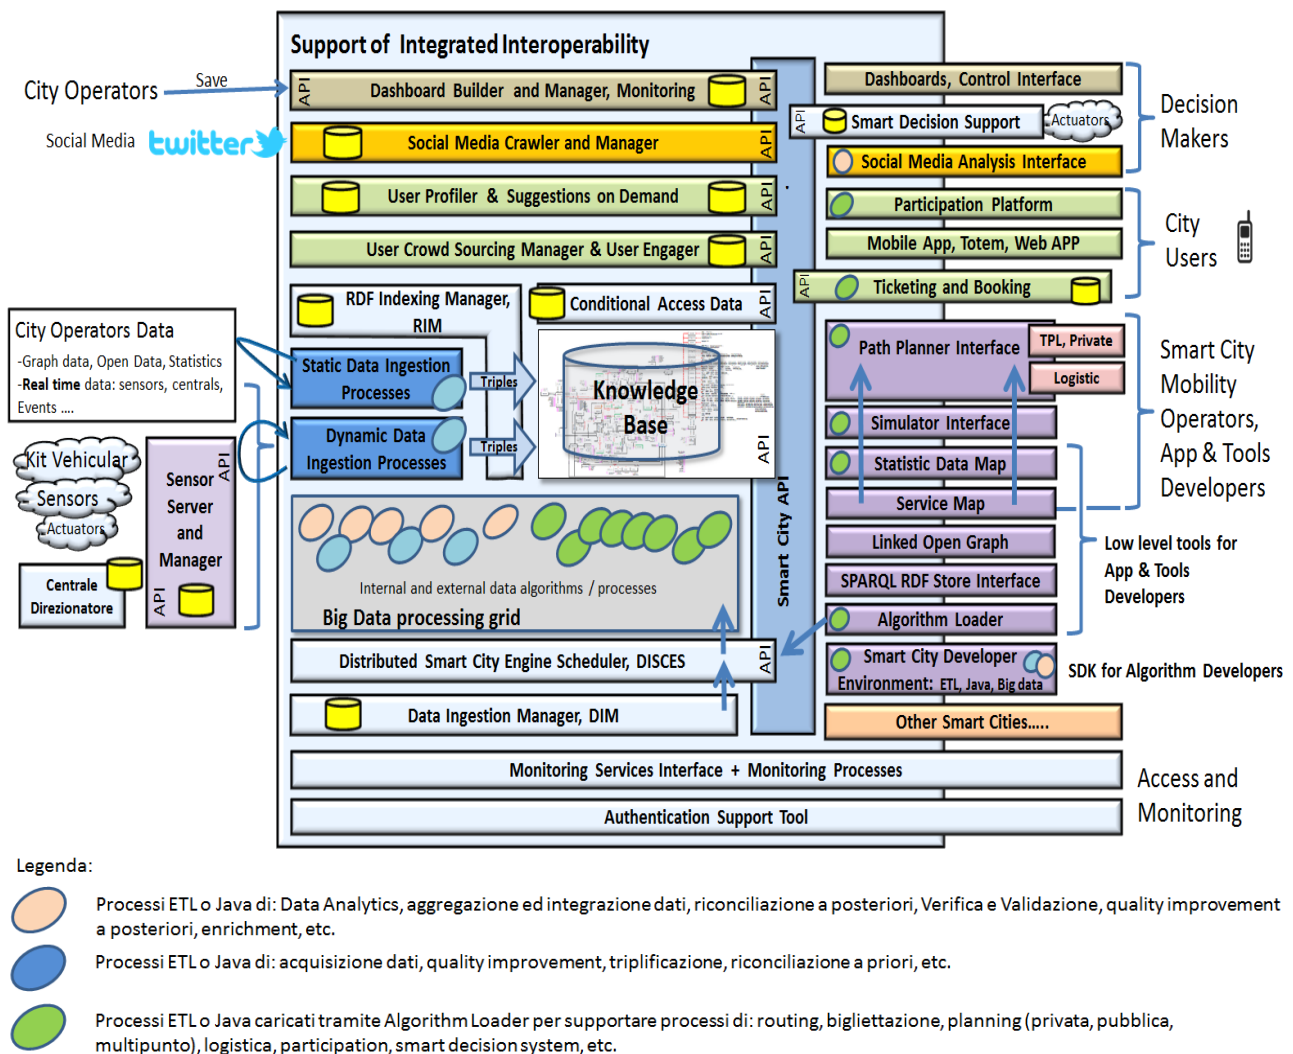 Support of Integrated Interoperability
City Operators
Save
API
Dashboard Builder and Manager, Monitoring
API
Social Media
twitter
Social Media Crawler and Manager
API
User Profiler & Suggestions on Demand
API
User Crowd Sourcing Manager & User Engager
API
RDF Indexing Manager,
RIM
Conditional Access Data
API
City Operators Data
-Graph data, Open Data, Statistics
-Real time data: sensors, centrals,
Events ....
Static Data Ingestion
Processes
Triples
Dynamic Data
Ingestion Processes
Triples
Knowledge
Base
API
Kit Vehicular
Sensors
Actuators
Centrale
Direzionatore
API
Sensor
Server
and
Manager
API
Internal and external data algorithms / processes
Big Data processing grid
Distributed Smart City Engine Scheduler, DISCES
API
Data Ingestion Manager, DIM
Smart City API
Dashboards, Control Interface
API
Smart Decision Support
Actuators
Social Media Analysis Interface
Decision
Makers
Participation Platform
Mobile App, Totem, Web APP
API
Ticketing and Booking
City
Users
Path Planner Interface
TPL, Private
Logistic
Simulator Interface
Statistic Data Map
Service Map
Linked Open Graph
SPARQL RDF Store Interface
Algorithm Loader
Smart City Developer
Environment: ETL, Java, Big data
Other Smart Cities.....
Smart City
Mobility
Operators,
App & Tools
Developers
Low level tools for
App & Tools
Developers
SDK for Algorithm Developers
Monitoring Services Interface + Monitoring Processes
Authentication Support Tool
Access and
Monitoring
Legenda:
Processi ETL o Java di: Data Analytics, aggregazione ed integrazione dati, riconciliazione a posteriori, Verifica e Validazione, quality improvement
a posteriori, enrichment, etc.
Processi ETL o Java di: acquisizione dati, quality improvement, triplificazione, riconciliazione a priori, etc.
Processi ETL o Java caricati tramite Algorithm Loader per supportare processi di: routing, bigliettazione, planning (privata, pubblica,
multipunto), logistica, participation, smart decision system, etc.